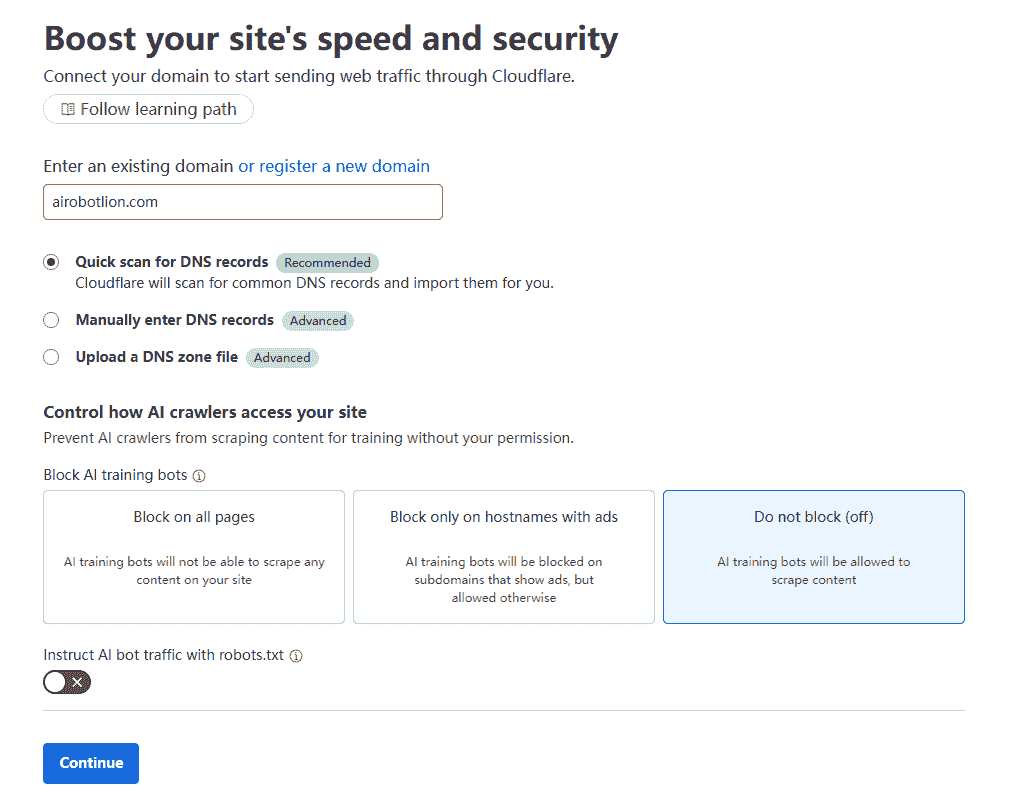 Boost your site's speed and security
Connect your domain to start sending web traffic through Cloudflare.
Follow learning path
Enter an existing domain or register a new domain
airobotlion.com
Quick scan for DNS records Recommended
Cloudflare will scan for common DNS records and import them for you.
Manually enter DNS records Advanced
Upload a DNS zone file Advanced
Control how AI crawlers access your site
Prevent AI crawlers from scraping content for training without your permission.
Block AI training bots
Block on all pages
AI training bots will not be able to scrape any
content on your site
Block only on hostnames with ads
AI training bots will be blocked on
subdomains that show ads, but
allowed otherwise
Do not block (off)
AI training bots will be allowed to
scrape content
Instruct AI bot traffic with robots.txt
Continue